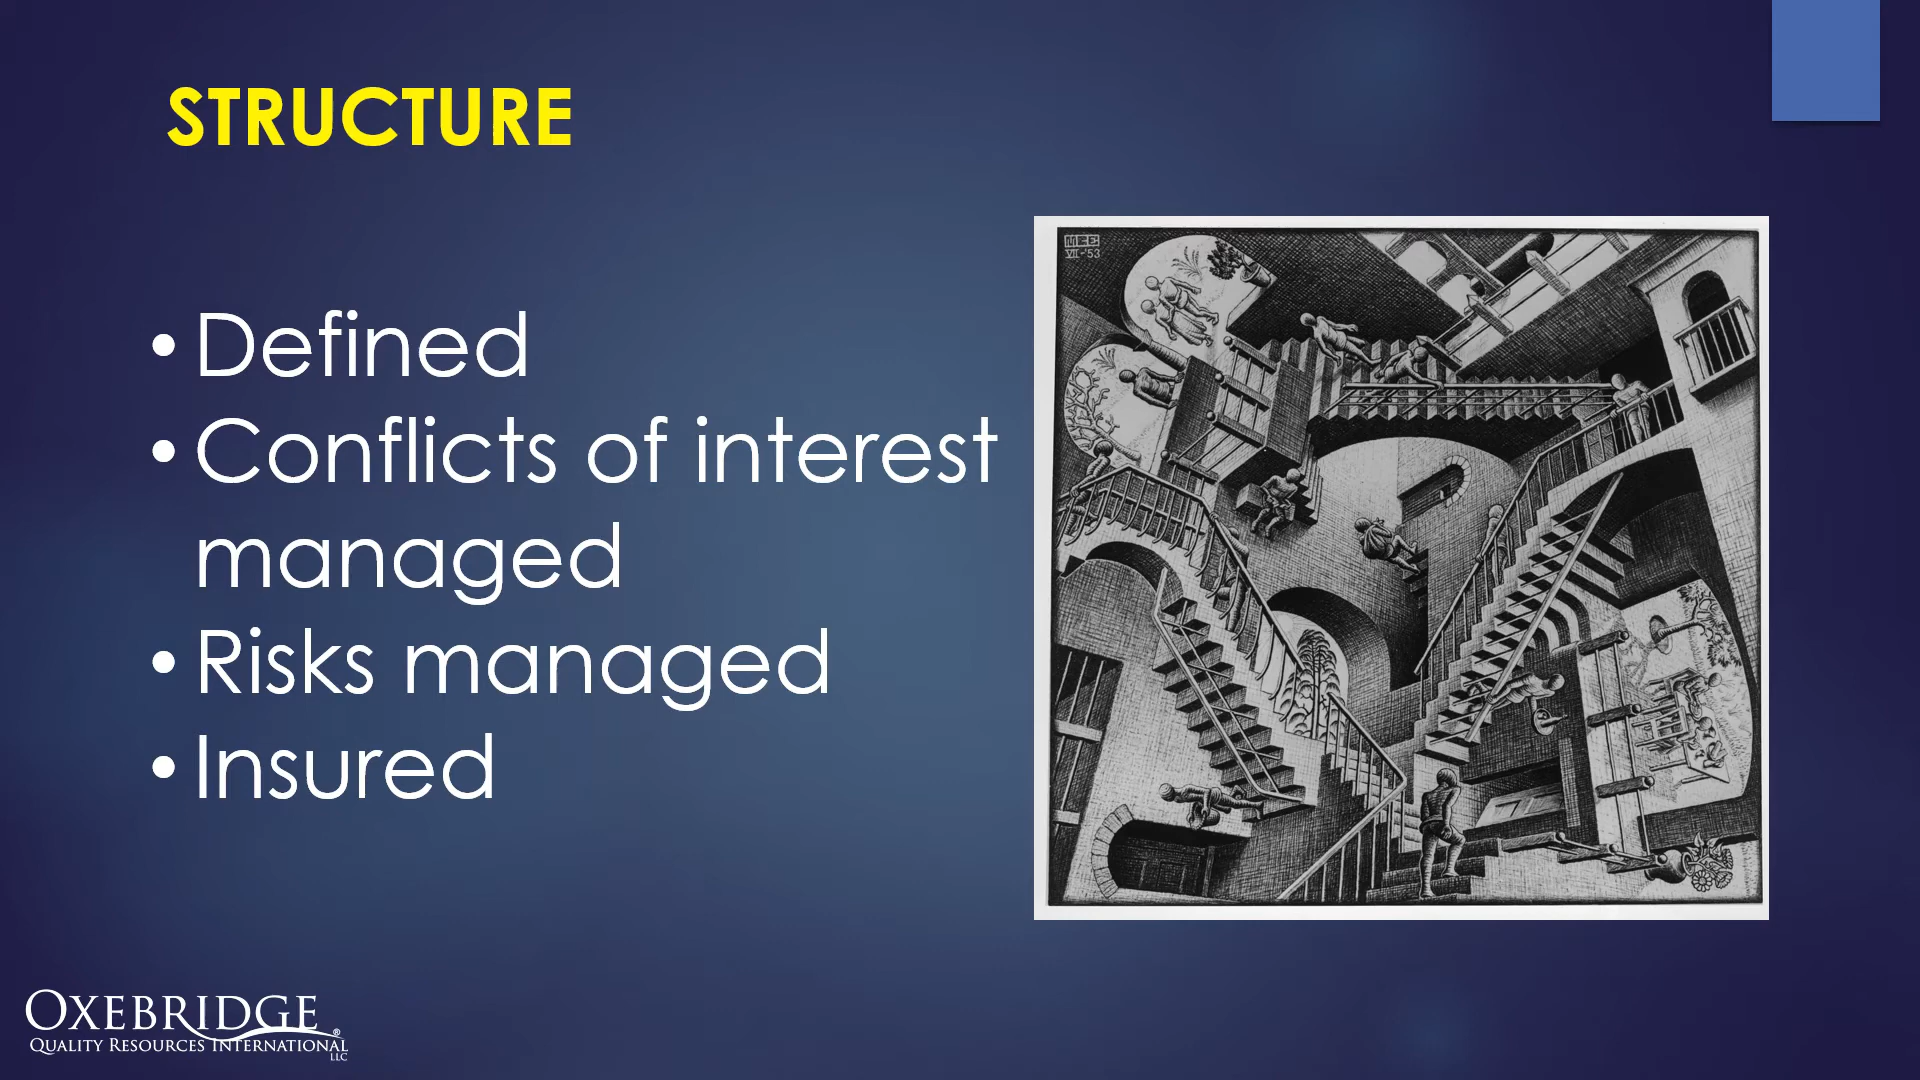 STRUCTURE
• Defined
• Conflicts of interest
managed
• Risks managed
• Insured
MCE
VII-'53
OXEBRIDGE®
QUALITY RESOURCES INTERNATIONAL
LLC